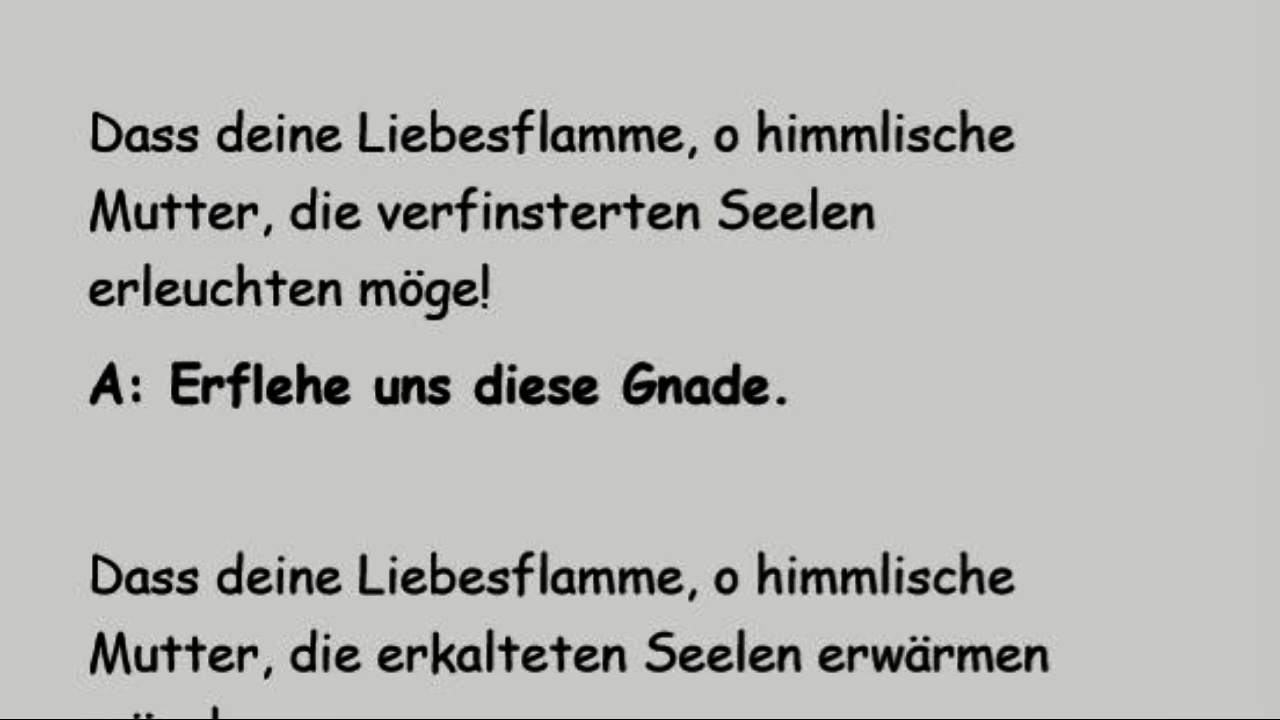 Dass deine Liebesflamme, o himmlische
Mutter, die verfinsterten Seelen
erleuchten möge!
A: Erflehe uns diese Gnade.
Dass deine Liebesflamme, o himmlische
Mutter, die erkalteten Seelen erwärmen